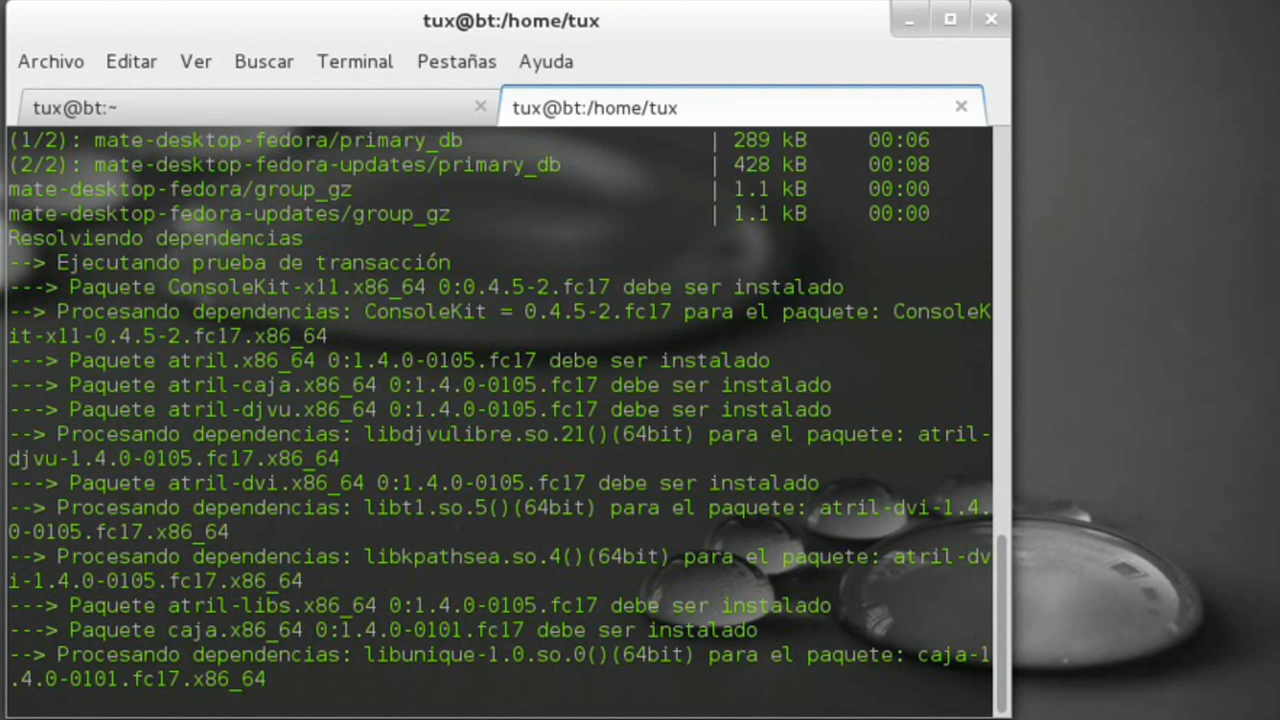 tux@bt:/home/tux
Archivo Editar Ver Buscar Terminal Pestañas Ayuda
tux@bt:~ tux@bt:/home/tux
(1/2): mate-desktop-fedora/primary_db | 289 kB 00:06
(2/2): mate-desktop-fedora-updates/primary_db | 428 kB 00:08
mate-desktop-fedora/group_gz | 1.1 kB 00:00
mate-desktop-fedora-updates/group_gz | 1.1 kB 00:00
Resolviendo dependencias
--> Ejecutando prueba de transacción
---> Paquete ConsoleKit-x11.x86_64 0:0.4.5-2.fc17 debe ser instalado
--> Procesando dependencias: ConsoleKit = 0.4.5-2.fc17 para el paquete: ConsoleK
it-x11-0.4.5-2.fc17.x86_64
---> Paquete atril.x86_64 0:1.4.0-0105.fc17 debe ser instalado
---> Paquete atril-caja.x86_64 0:1.4.0-0105.fc17 debe ser instalado
---> Paquete atril-djvu.x86_64 0:1.4.0-0105.fc17 debe ser instalado
--> Procesando dependencias: libdjvulibre.so.21()(64bit) para el paquete: atril-
djvu-1.4.0-0105.fc17.x86_64
---> Paquete atril-dvi.x86_64 0:1.4.0-0105.fc17 debe ser instalado
--> Procesando dependencias: libt1.so.5()(64bit) para el paquete: atril-dvi-1.4.
0-0105.fc17.x86_64
--> Procesando dependencias: libkpathsea.so.4()(64bit) para el paquete: atril-dv
i-1.4.0-0105.fc17.x86_64
---> Paquete atril-libs.x86_64 0:1.4.0-0105.fc17 debe ser instalado
---> Paquete caja.x86_64 0:1.4.0-0101.fc17 debe ser instalado
--> Procesando dependencias: libunique-1.0.so.0()(64bit) para el paquete: caja-1
.4.0-0101.fc17.x86_64